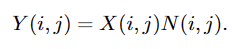 Y(i, j) = X(i, j)N(i, j).